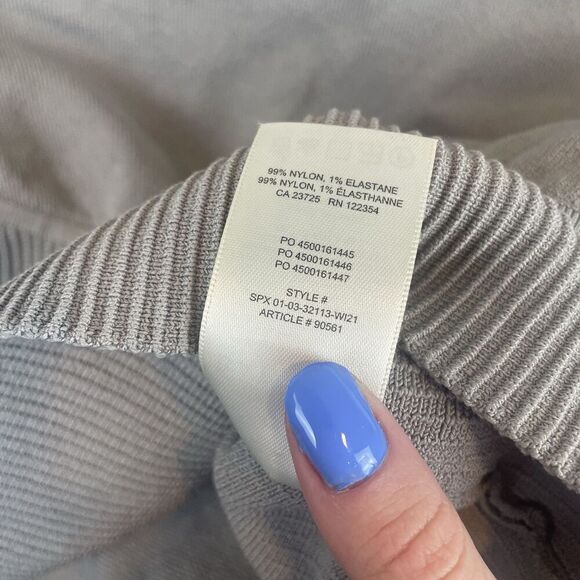 99% NYLON, 1% ELASTANE
99% NYLON, 1% ÉLASTHANNE
CA 23725 RN 122354
PO 4500161445
PO 4500161446
PO 4500161447
STYLE #
SPX 01-03-32113-WI21
ARTICLE # 90561